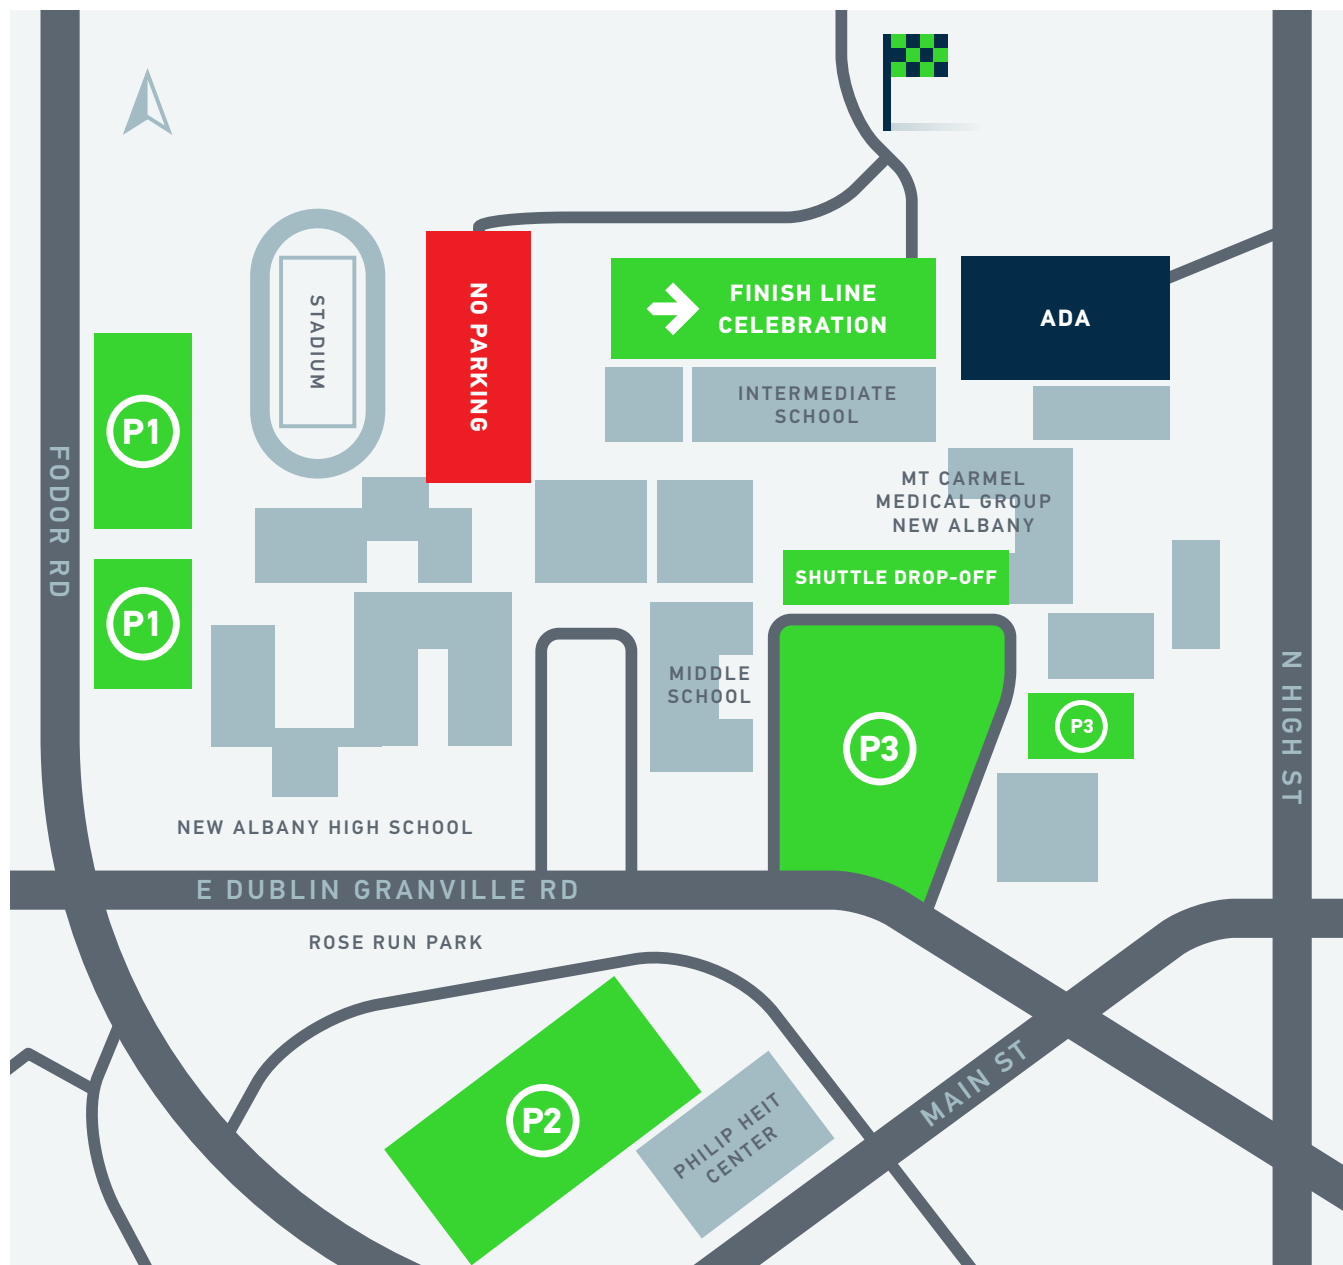 FINISH LINE
CELEBRATION
ADA
NO PARKING
STADIUM
P1
INTERMEDIATE
SCHOOL
MT CARMEL
MEDICAL GROUP
NEW ALBANY
FODOR RD
SHUTTLE DROP-OFF
P1
MIDDLE
SCHOOL
P3
P3
N HIGH ST
NEW ALBANY HIGH SCHOOL
E DUBLIN GRANVILLE RD
ROSE RUN PARK
P2
PHILIP HEIT
CENTER
MAIN ST